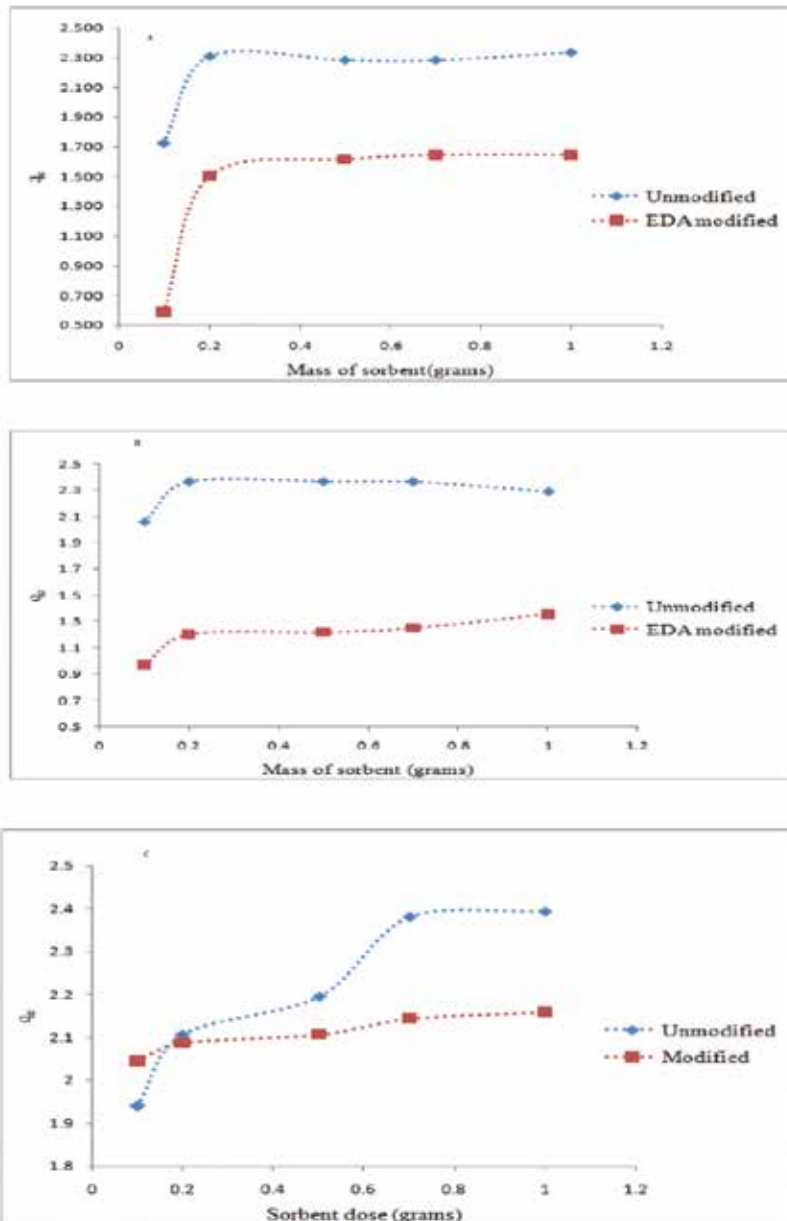 A
2.500
2.300
2.100
1.900
1.700
1.500
1.300
1.100
0.900
0.700
0.500
qe
0 0.2 0.4 0.6 0.8 1 1.2
Mass of sorbent(grams)
Unmodified
EDA modified
B
2.5
2.3
2.1
1.9
1.7
1.5
1.3
1.1
0.9
0.7
0.5
qe
0 0.2 0.4 0.6 0.8 1 1.2
Mass of sorbent (grams)
Unmodified
EDA modified
C
2.5
2.4
2.3
2.2
2.1
2
1.9
1.8
qe
0 0.2 0.4 0.6 0.8 1 1.2
Sorbent dose (grams)
Unmodified
Modified